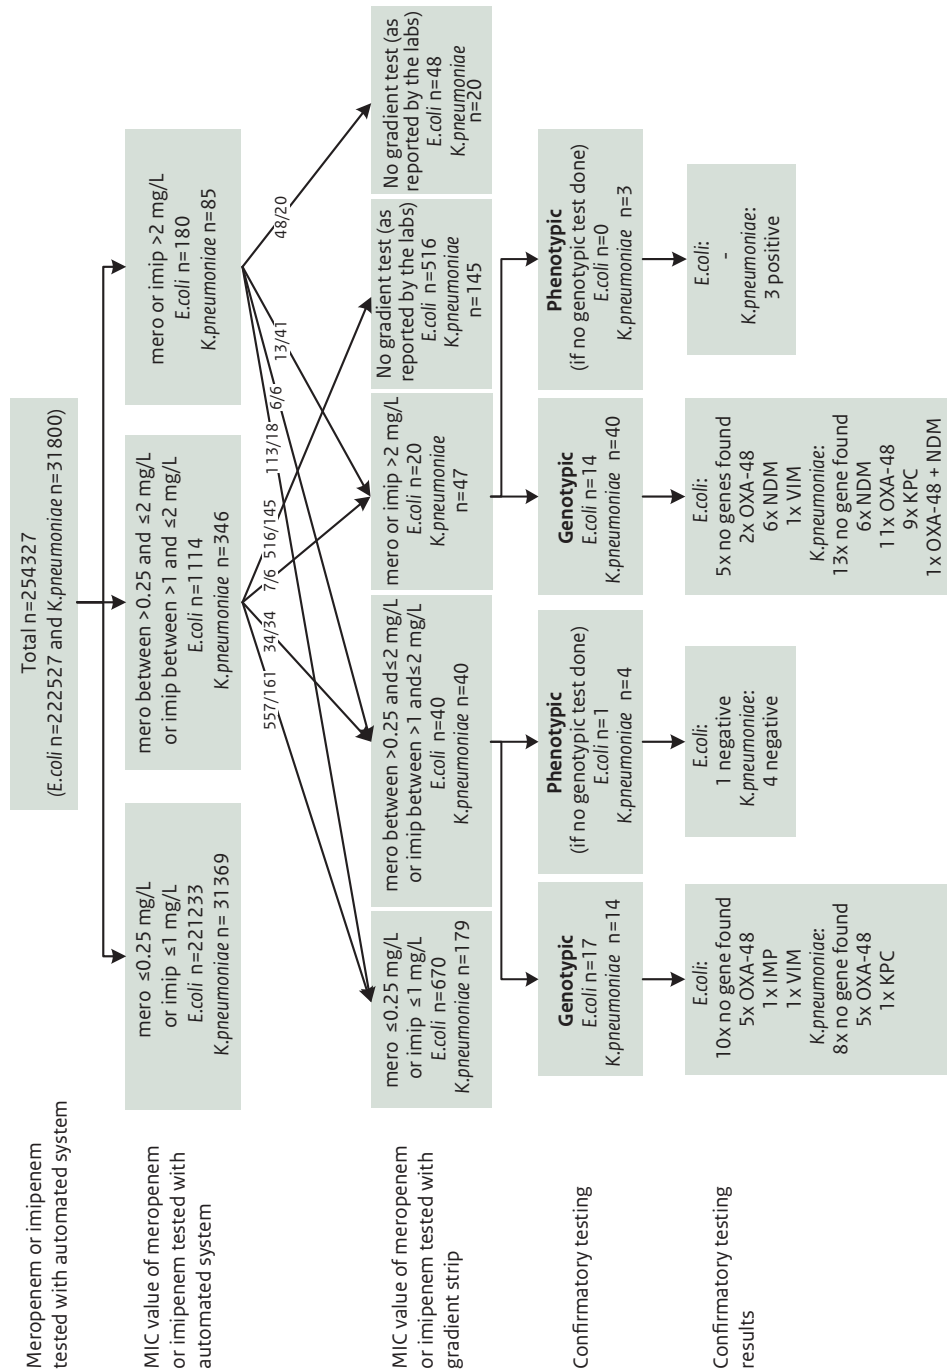 Meropenem or imipenem
tested with automated system
Total n=254327
(E.coli n=222527 and K.pneumoniae n=31800)
MIC value of meropenem
or imipenem tested with
automated system
mero ≤0.25 mg/L
or imip ≤1 mg/L
E.coli n=221233
K.pneumoniae n= 31369
mero between >0.25 and ≤2 mg/L
or imip between >1 and ≤2 mg/L
E.coli n=1114
K.pneumoniae n=346
mero or imip >2 mg/L
E.coli n=180
K.pneumoniae n=85
557/161
34/34
7/6
516/145
113/18
6/6
13/41
48/20
MIC value of meropenem
or imipenem tested with
gradient strip
mero ≤0.25 mg/L
or imip ≤1 mg/L
E.coli n=670
K.pneumoniae n=179
mero between >0.25 and≤2 mg/L
or imip between >1 and≤2 mg/L
E.coli n=40
K.pneumoniae n=40
mero or imip >2 mg/L
E.coli n=20
K.pneumoniae
n=47
No gradient test (as
reported by the labs)
E.coli n=516
K.pneumoniae
n=145
No gradient test (as
reported by the labs)
E.coli n=48
K.pneumoniae
n=20
Confirmatory testing
Genotypic
E.coli n=17
K.pneumoniae n=14
Phenotypic
(if no genotypic test done)
E.coli n=1
K.pneumoniae n=4
Genotypic
E.coli n=14
K.pneumoniae n=40
Phenotypic
(if no genotypic test done)
E.coli n=0
K.pneumoniae n=3
Confirmatory testing
results
E.coli:
10x no gene found
5x OXA-48
1x IMP
1x VIM
K.pneumoniae:
8x no gene found
5x OXA-48
1x KPC
E.coli:
1 negative
K.pneumoniae:
4 negative
E.coli:
5x no genes found
2x OXA-48
6x NDM
1x VIM
K.pneumoniae:
13x no gene found
6x NDM
11x OXA-48
9x KPC
1x OXA-48 + NDM
E.coli:
-
K.pneumoniae:
3 positive